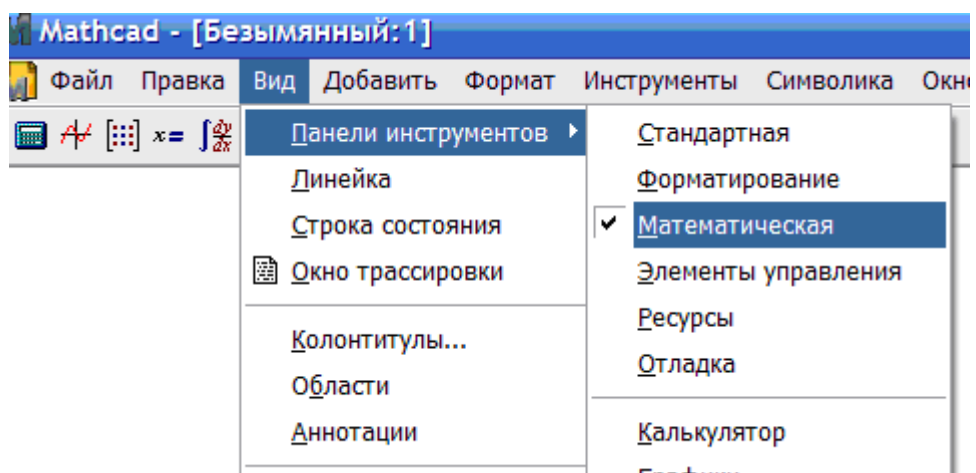 Mathcad - [Безымянный:1]
Файл Правка Вид Добавить Формат Инструменты Символика
x=
Панели инструментов
Линейка
Строка состояния
Окно трассировки
Колонтитулы...
Области
Аннотации
Стандартная
Форматирование
Математическая
Элементы управления
Ресурсы
Отладка
Калькулятор